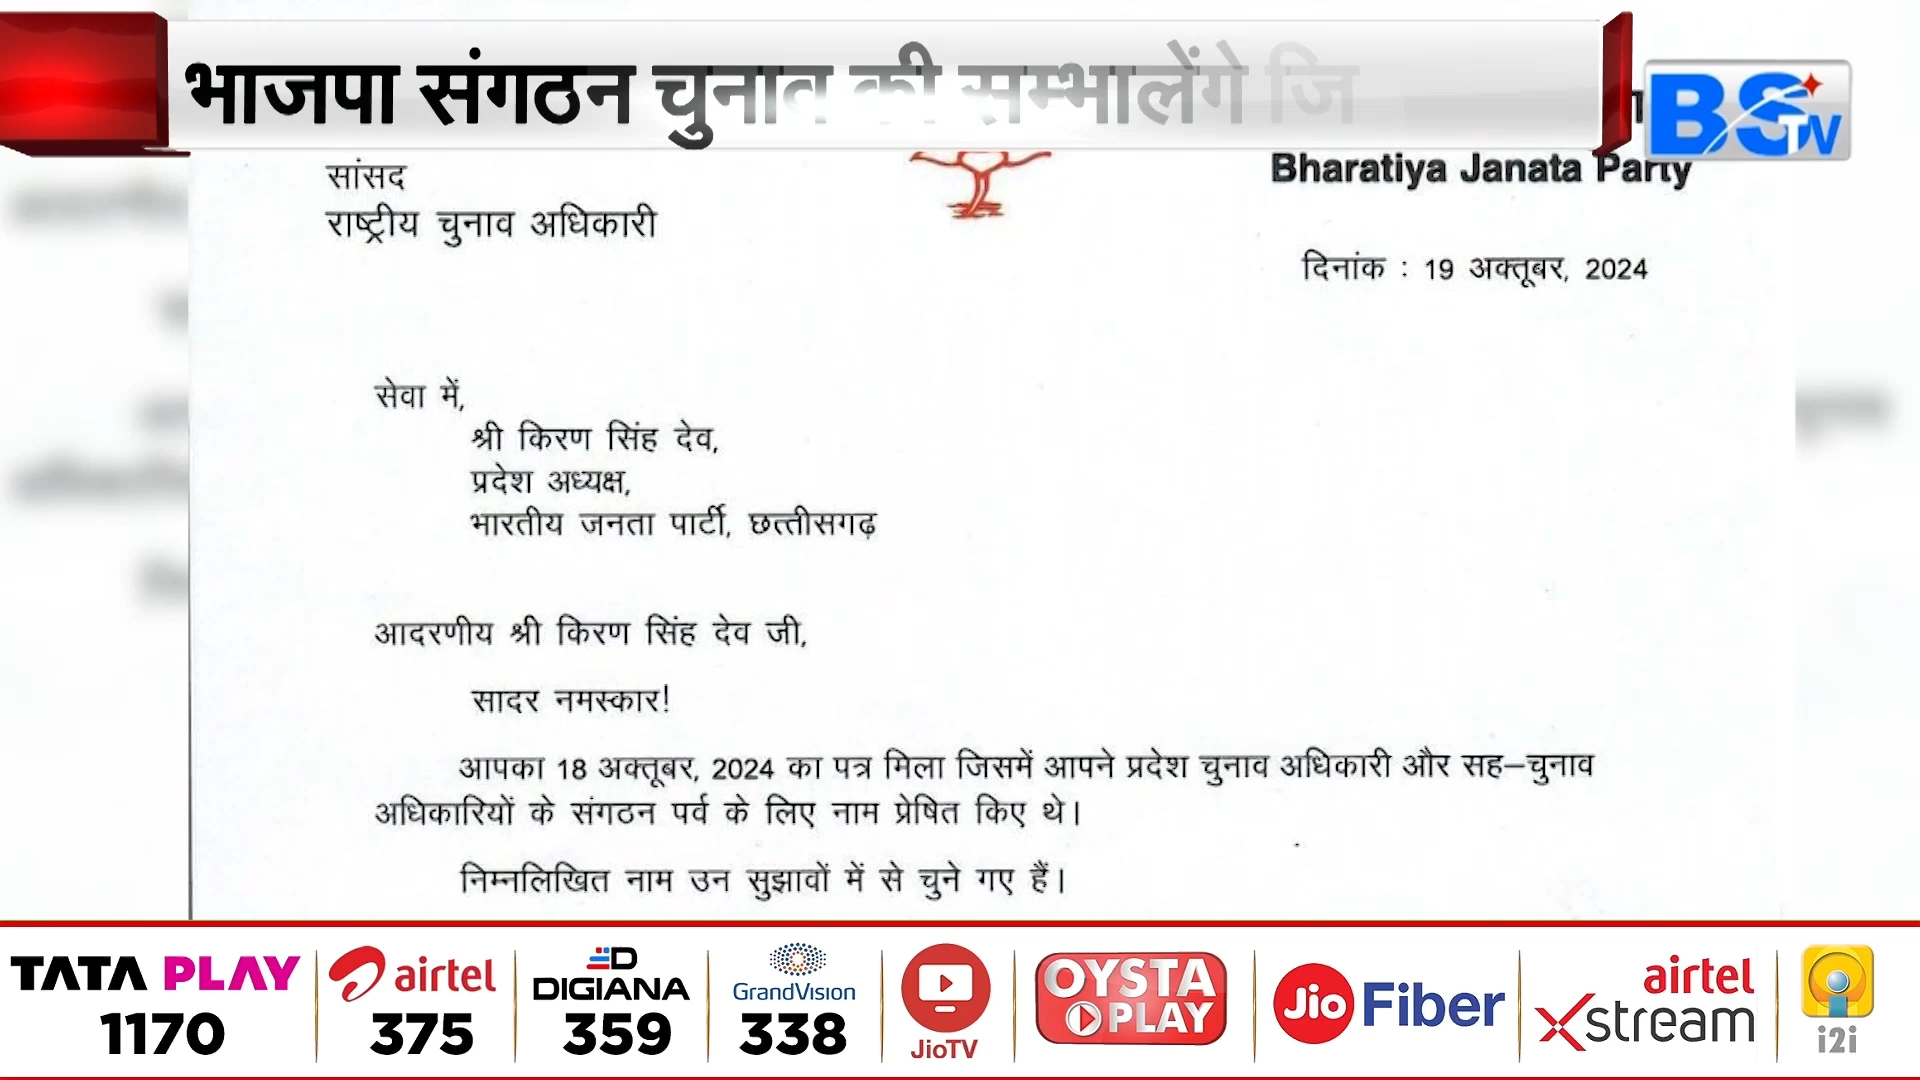 भाजपा संगठन चुनाव की सम्भालेंगे जि
BSTV
सांसद
राष्ट्रीय चुनाव अधिकारी
Bharatiya Janata Party
दिनांक : 19 अक्तूबर, 2024
सेवा में,
श्री किरण सिंह देव,
प्रदेश अध्यक्ष,
भारतीय जनता पार्टी, छत्तीसगढ़
आदरणीय श्री किरण सिंह देव जी,
सादर नमस्कार!
आपका 18 अक्तूबर, 2024 का पत्र मिला जिसमें आपने प्रदेश चुनाव अधिकारी और सह–चुनाव
अधिकारियों के संगठन पर्व के लिए नाम प्रेषित किए थे।
निम्नलिखित नाम उन सुझावों में से चुने गए हैं।
TATA PLAY
1170
airtel
375
DIGIANA
359
GrandVision
338
JioTV
OYSTA
PLAY
Jio Fiber
airtel
Xstream
i2i